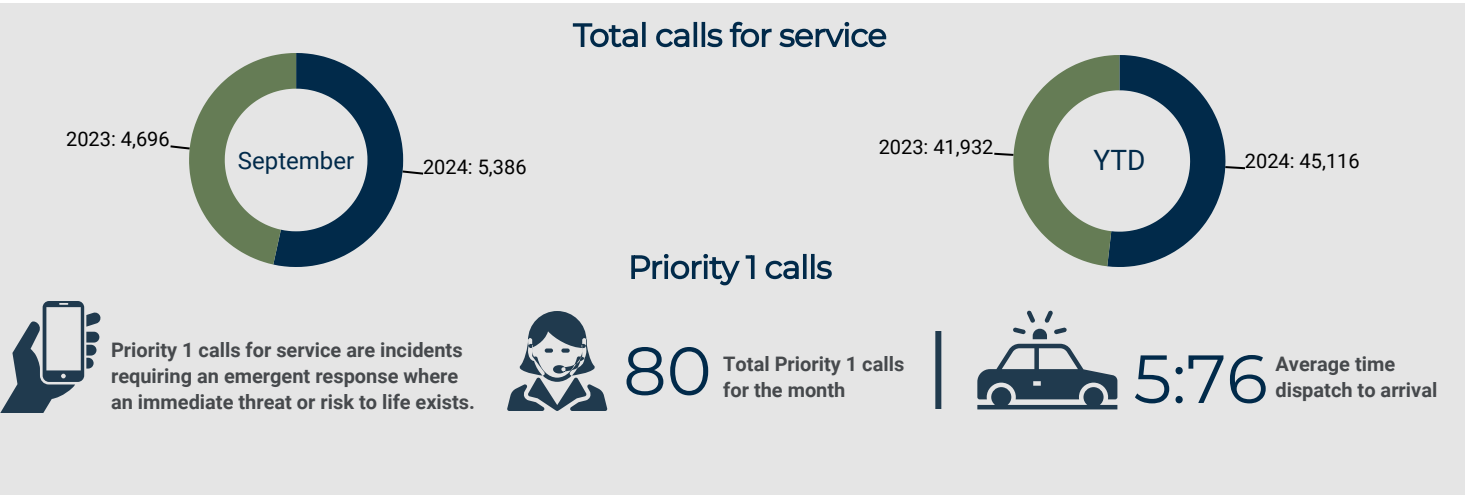 Total calls for service
2023: 4,696
September
2024: 5,386
2023: 41,932
YTD
2024: 45,116
Priority 1 calls
Priority 1 calls for service are incidents
requiring an emergent response where
an immediate threat or risk to life exists.
80
Total Priority 1 calls
for the month
5:76
Average time
dispatch to arrival